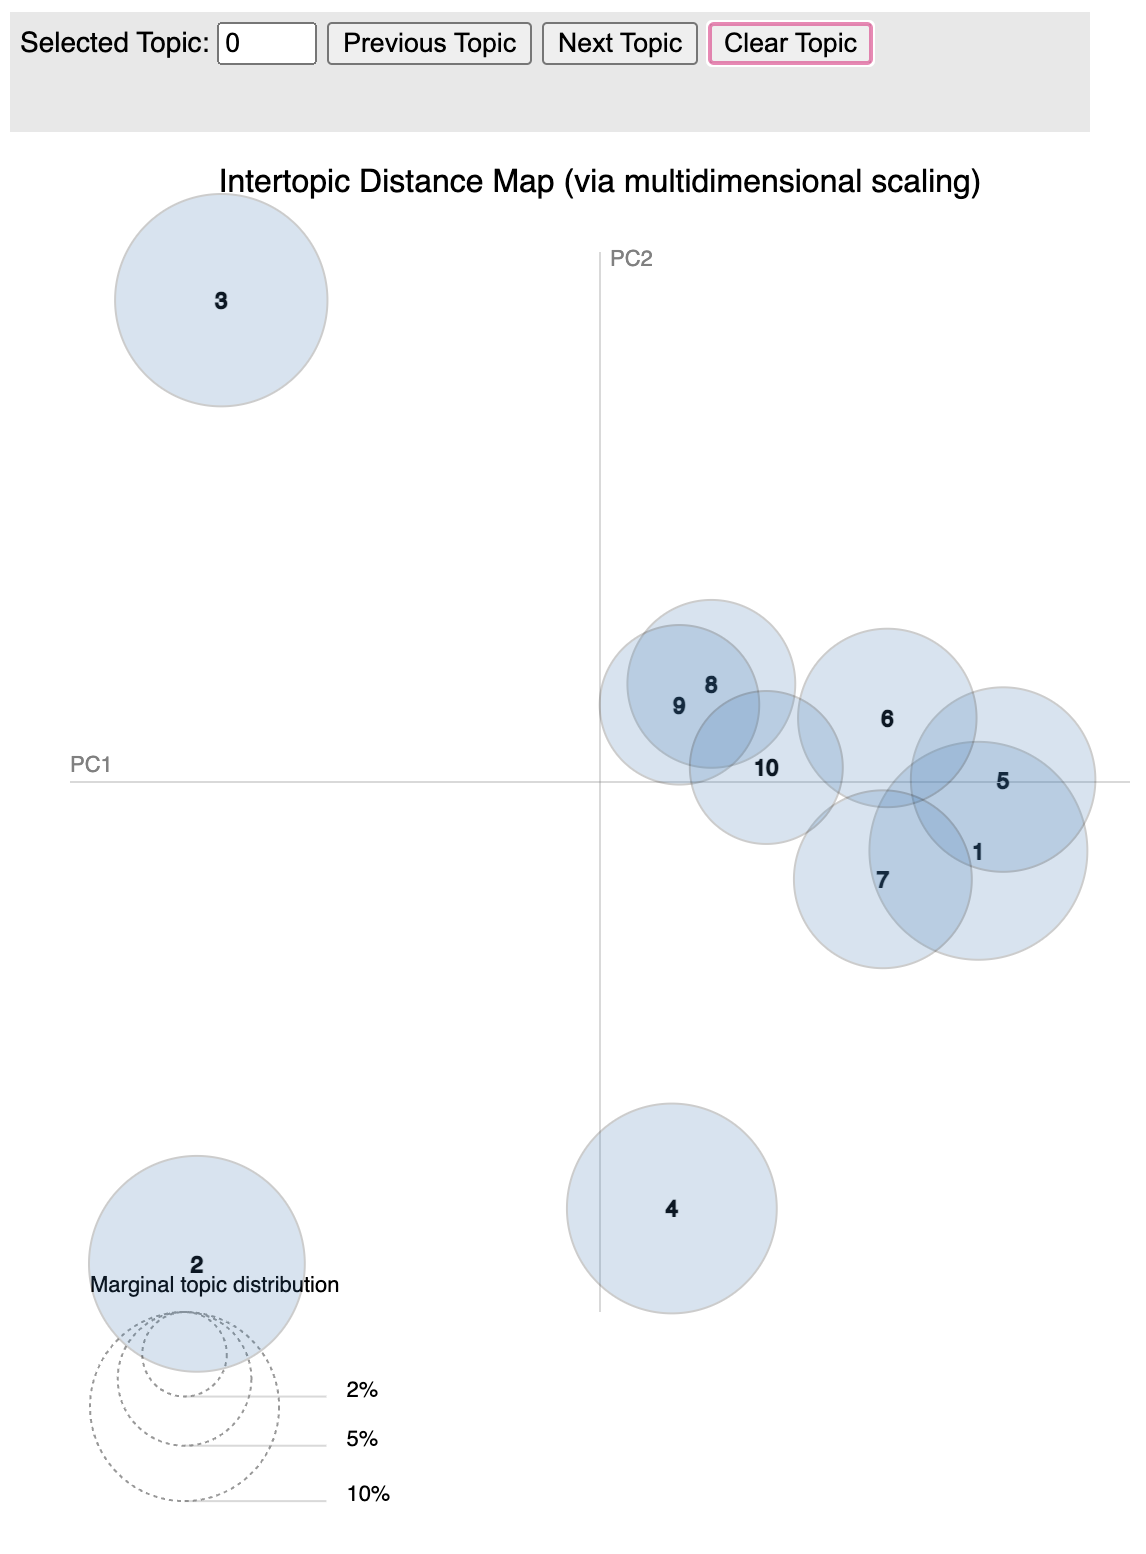 Selected Topic: 0 Previous Topic Next Topic Clear Topic
Intertopic Distance Map (via multidimensional scaling)
PC2
3
8
9
6
10
PC1
5
1
7
4
2
Marginal topic distribution
2%
5%
10%